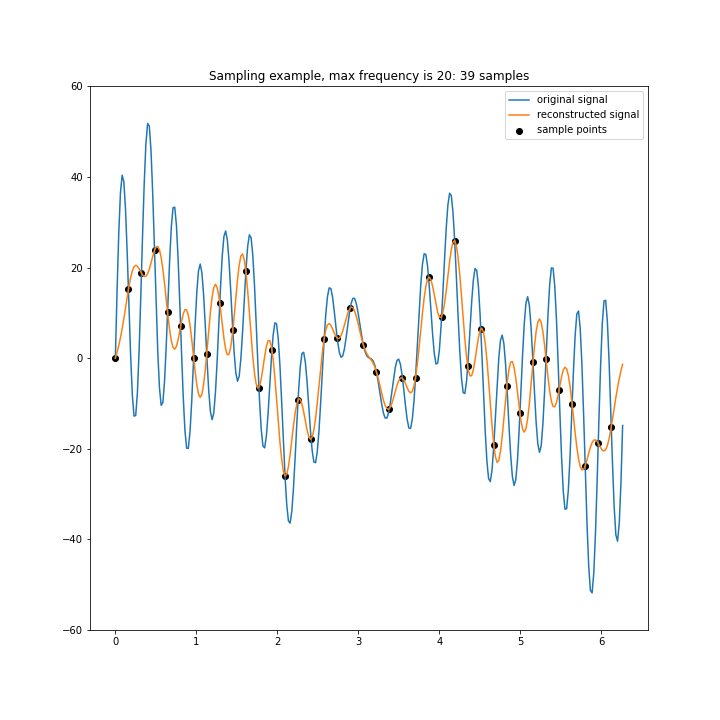 Sampling example, max frequency is 20: 39 samples
original signal
reconstructed signal
sample points
60
40
20
0
−20
−40
−60
0 1 2 3 4 5 6